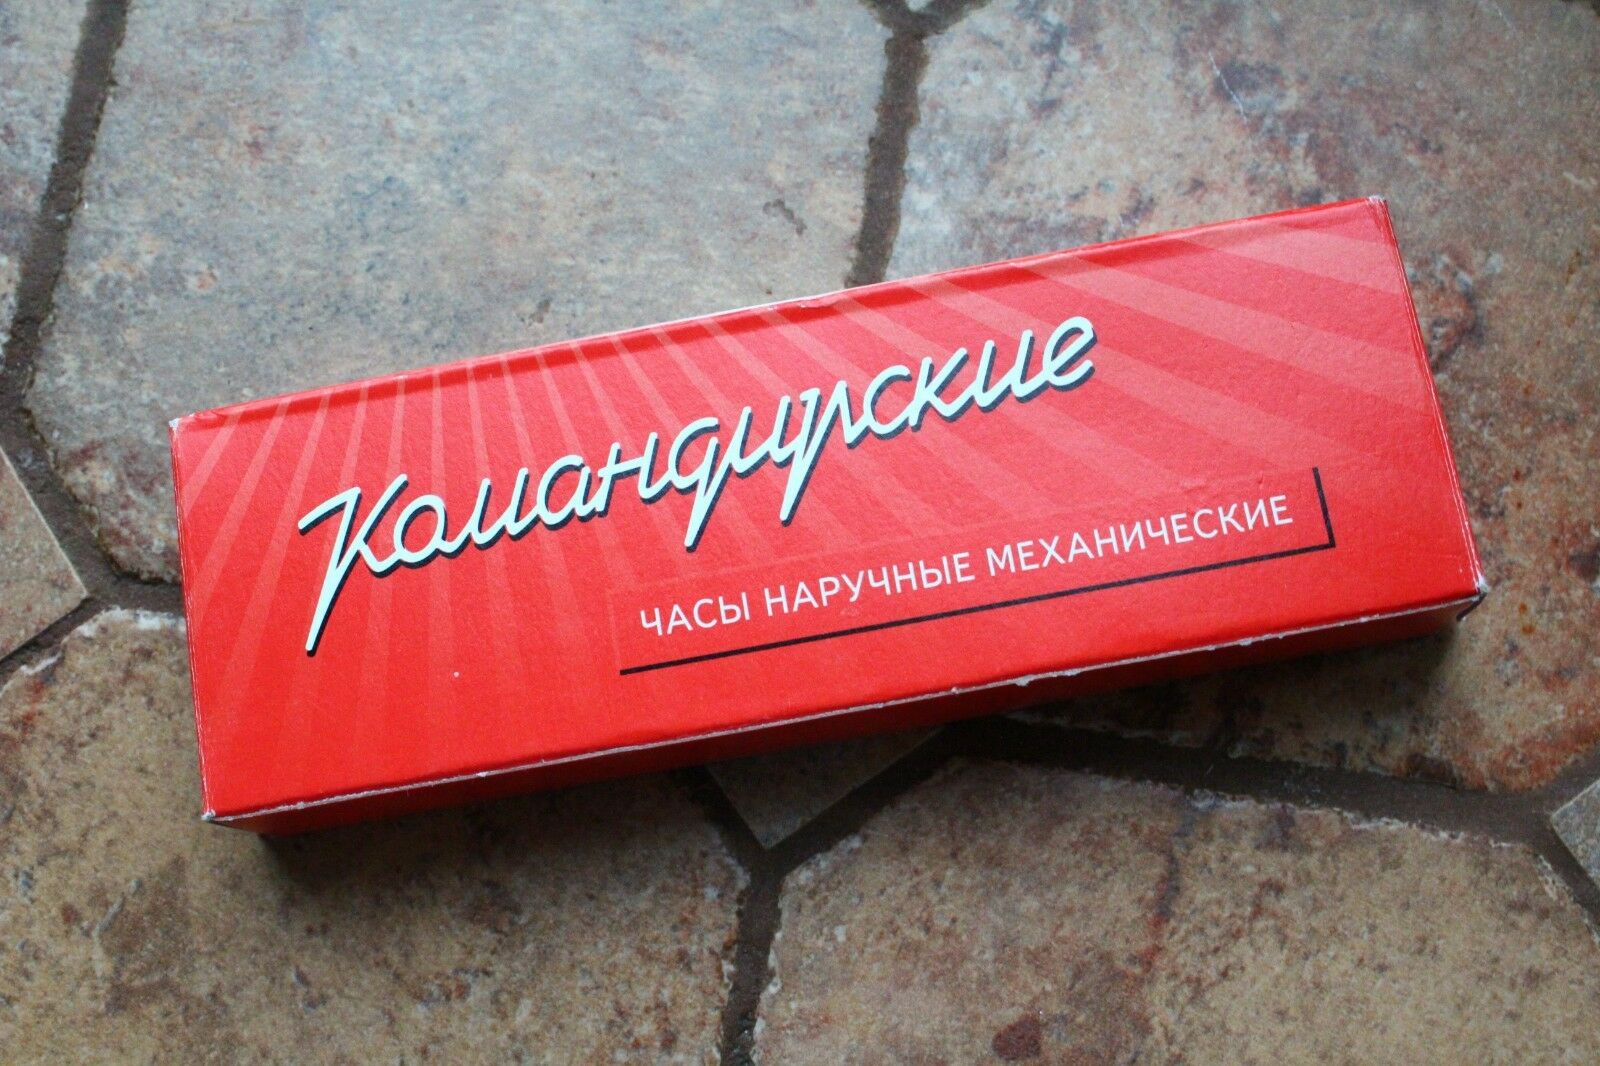 Командирские
ЧАСЫ НАРУЧНЫЕ МЕХАНИЧЕСКИЕ